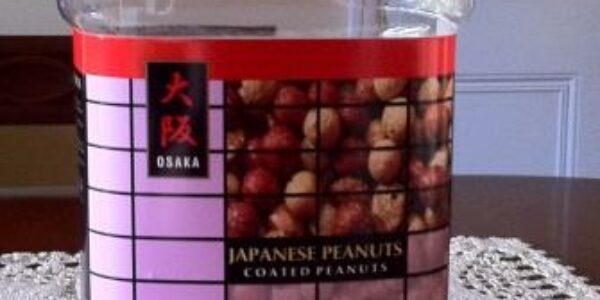 大
阪
OSAKA
JAPANESE PEANUTS
COATED PEANUTS